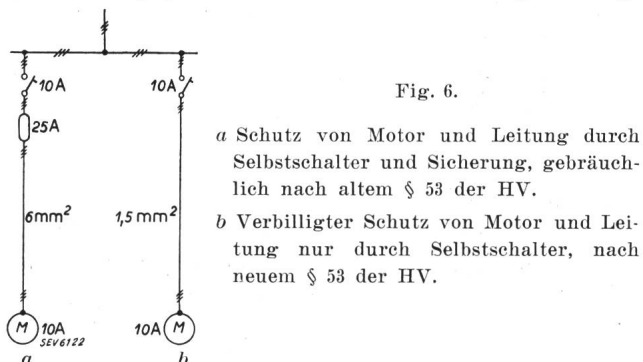 10A
10A
25A
6mm²
1,5 mm²
M
10A
10A
M
SEV6122
a
b
Fig. 6.
a Schutz von Motor und Leitung durch
Selbstschalter und Sicherung, gebräuch-
lich nach altem § 53 der HV.
b Verbilligter Schutz von Motor und Lei-
tung nur durch Selbstschalter, nach
neuem § 53 der HV.